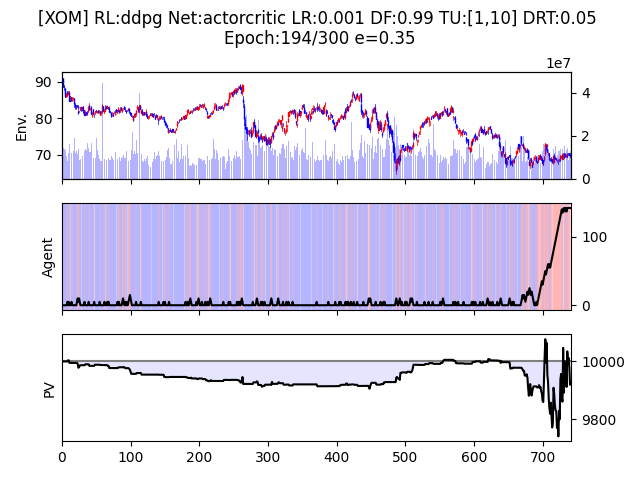 [XOM] RL:ddpg Net:actorcritic LR:0.001 DF:0.99 TU:[1,10] DRT:0.05
Epoch:194/300 e=0.35
1e7
90
80
70
Env.
4
2
0
Agent
100
0
PV
10000
9800
0 100 200 300 400 500 600 700